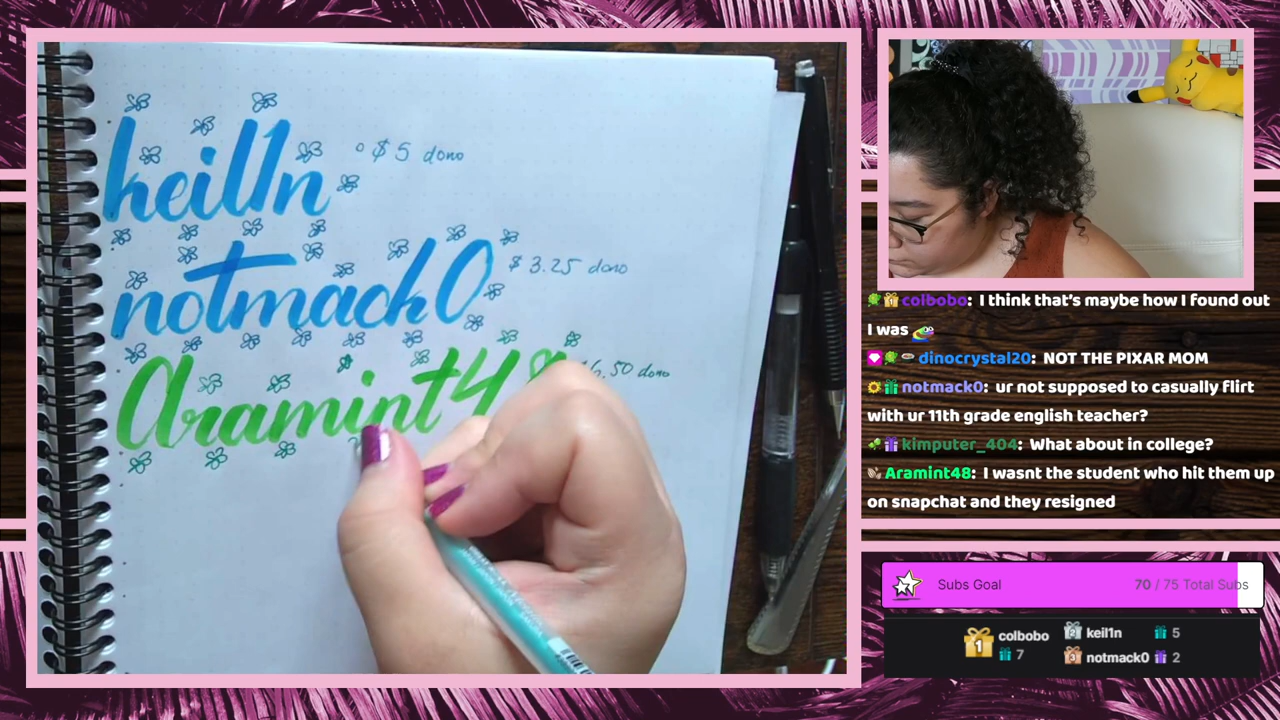 keil1n $5 dono
notmack0 $3.25 dono
Aramint48 6.50 dono
colbobo: I think that's maybe how I found out
I was
dinocrystal20: NOT THE PIXAR MOM
notmack0: ur not supposed to casually flirt
with ur 11th grade english teacher?
kimputer_404: What about in college?
Aramint48: I wasnt the student who hit them up
on snapchat and they resigned
Subs Goal 70 / 75 Total Subs
1 colbobo 7
2 keil1n 5
3 notmack0 2